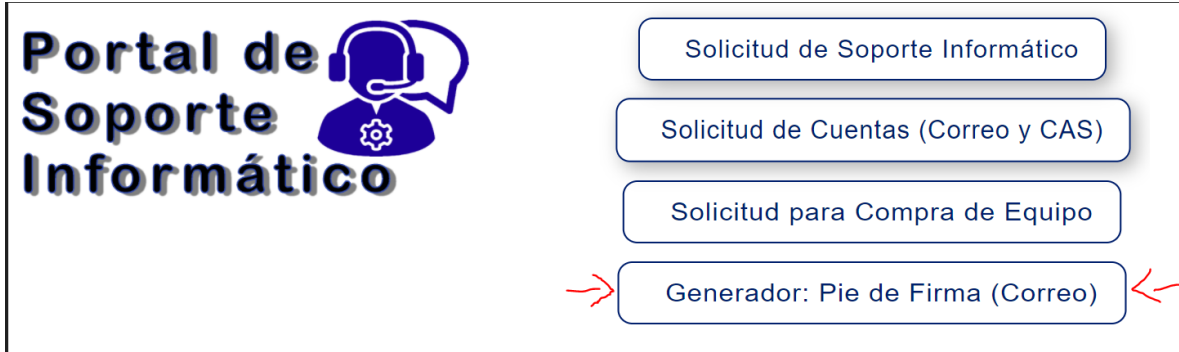 Portal de
Soporte
Informático
Solicitud de Soporte Informático
Solicitud de Cuentas (Correo y CAS)
Solicitud para Compra de Equipo
Generador: Pie de Firma (Correo)